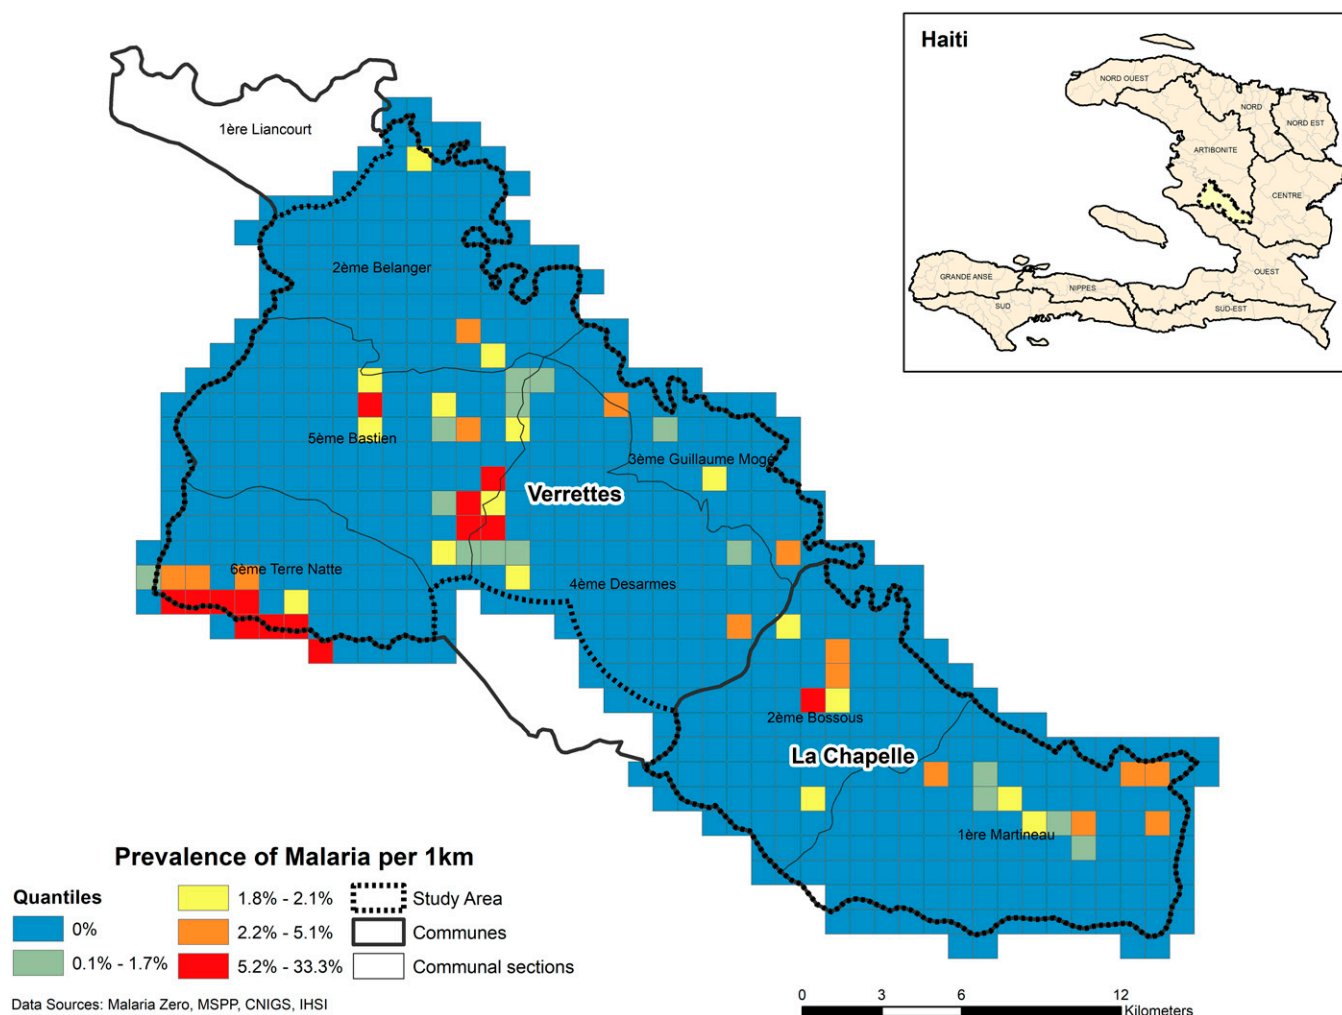 Haiti
NORD OUEST
NORD
NORD EST
ARTIBONITE
CENTRE
OUEST
GRANDE ANSE
NIPPES
SUD
SUD-EST
1ère Liancourt
2ème Belanger
5ème Bastien
3ème Guillaume Mogé
Verrettes
6ème Terre Natte
4ème Desarmes
2ème Bossous
La Chapelle
1ère Martineau
Prevalence of Malaria per 1km
Quantiles
0%
0.1% - 1.7%
1.8% - 2.1%
2.2% - 5.1%
5.2% - 33.3%
Study Area
Communes
Communal sections
Data Sources: Malaria Zero, MSPP, CNIGS, IHSI
0 3 6 12
Kilometers